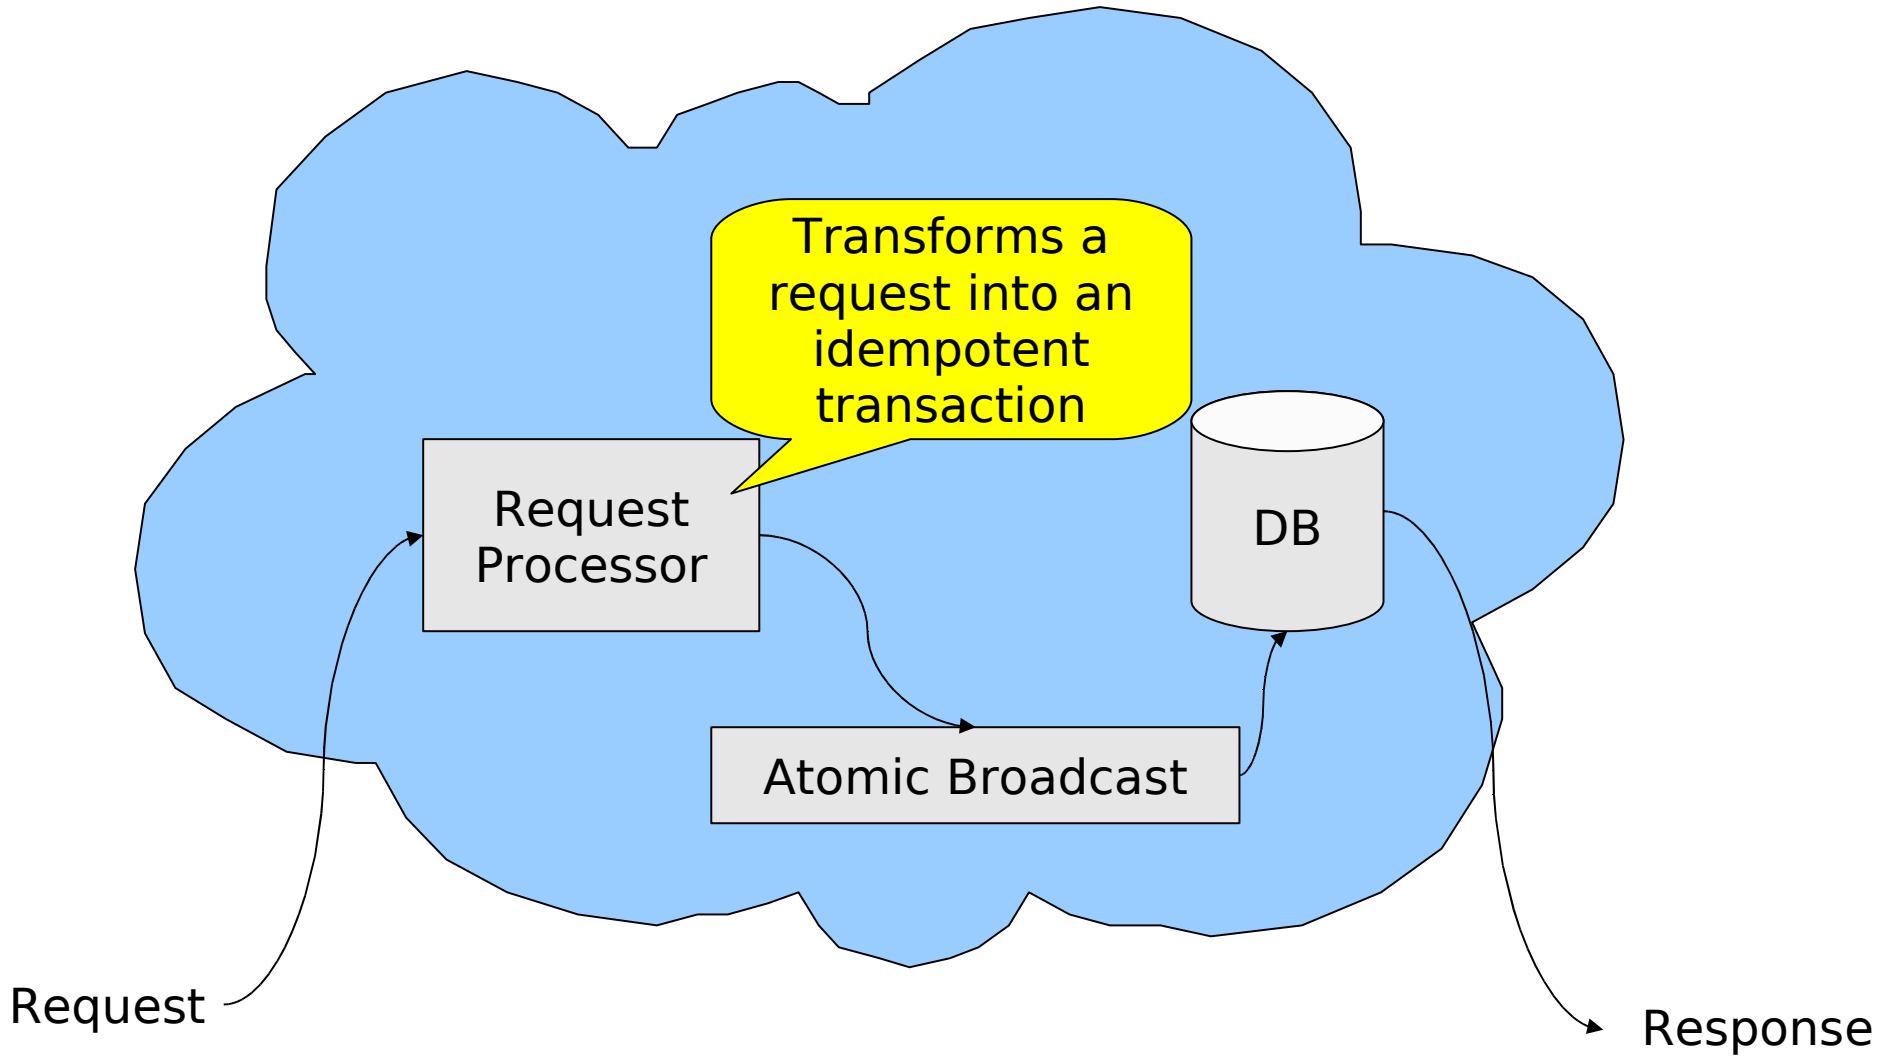 Transforms a
request into an
idempotent
transaction
Request
Processor
DB
Atomic Broadcast
Request
Response